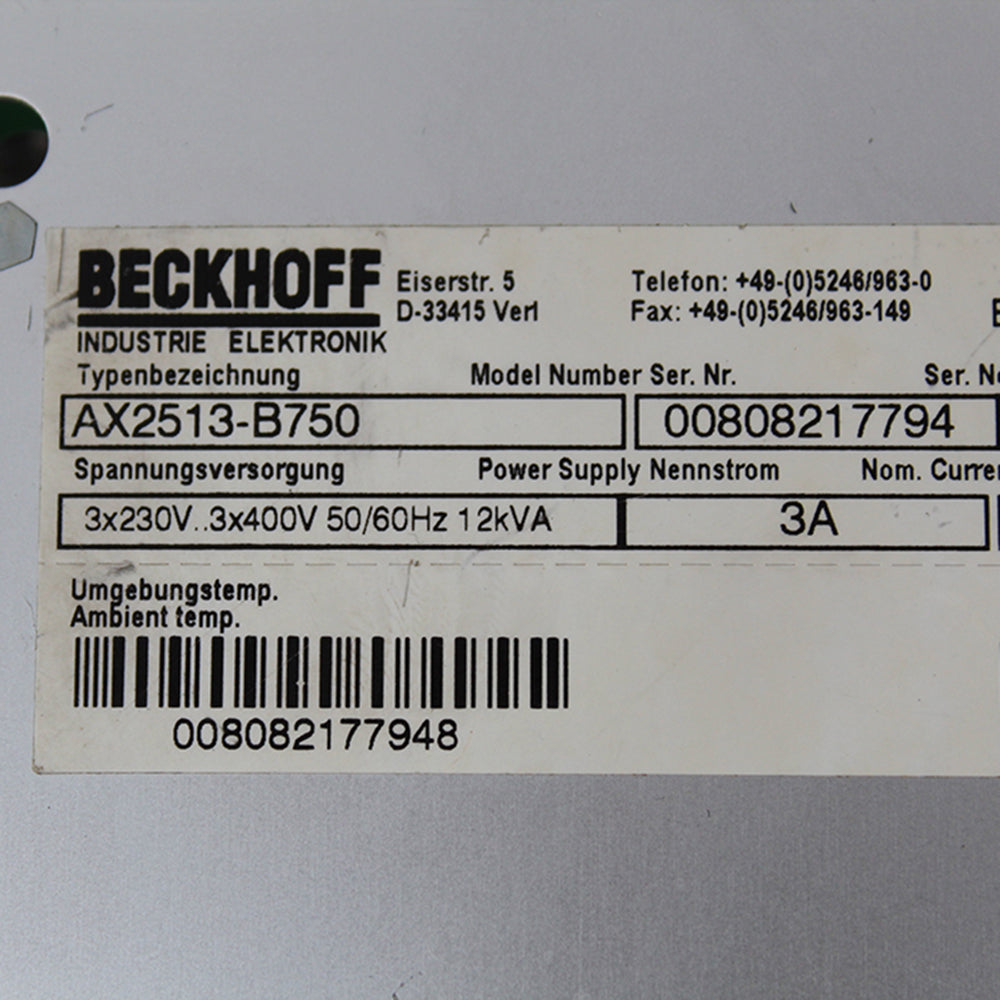 BECKHOFF Eiserstr. 5 Telefon: +49-(0)5246/963-0
D-33415 Verl Fax: +49-(0)5246/963-149
INDUSTRIE ELEKTRONIK
Typenbezeichnung Model Number Ser. Nr. Ser.
AX2513-B750 00808217794
Spannungsversorgung Power Supply Nennstrom Nom.
3x230V..3x400V 50/60Hz 12kVA 3A
Umgebungstemp.
Ambient temp.
008082177948